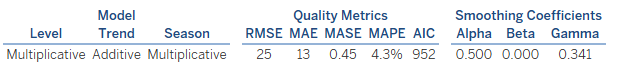 Model Quality Metrics Smoothing Coefficients
Level Trend Season RMSE MAE MASE MAPE AIC Alpha Beta Gamma
Multiplicative Additive Multiplicative 25 13 0.45 4.3% 952 0.500 0.000 0.341